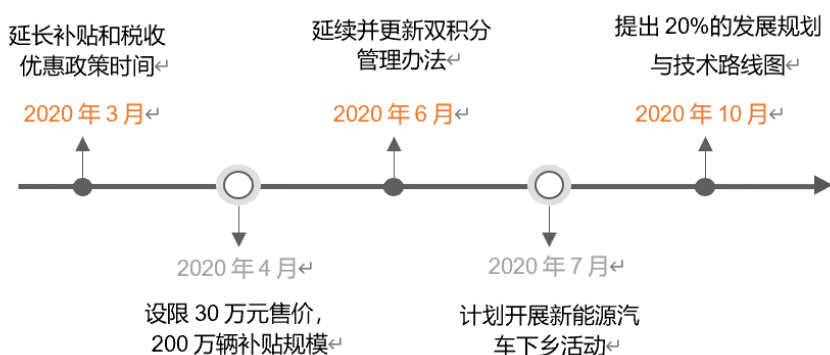 延长补贴和税收
优惠政策时间↵
2020 年 3 月↵
延续并更新双积分
管理办法↵
2020 年 6 月↵
提出 20%的发展规划
与技术路线图↵
2020 年 10 月↵
2020 年 4 月↵
设限 30 万元售价，
200 万辆补贴规模↵
2020 年 7 月↵
计划开展新能源汽
车下乡活动↵